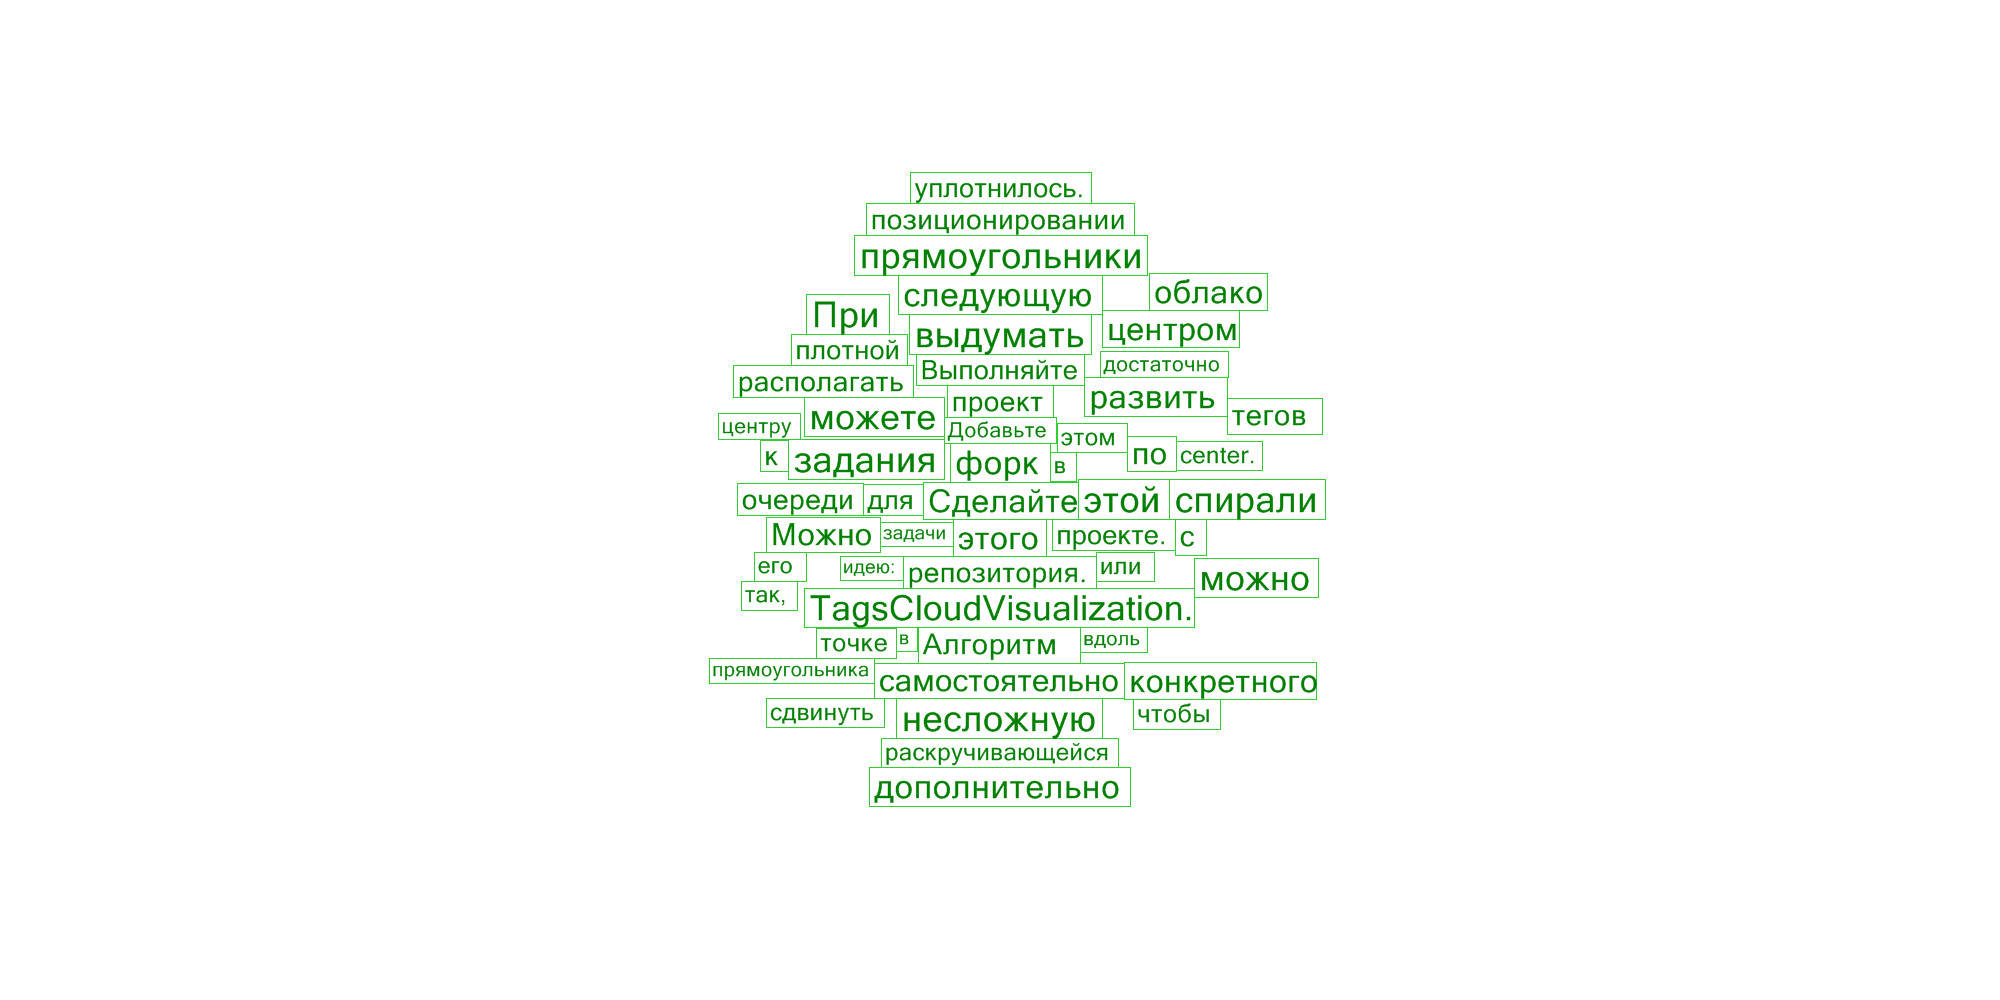 уплотнилось.
позиционировании
прямоугольники
следующую облако
При выдумать центром
плотной Выполняйте достаточно
располагать проект развить
центру можете Добавьте этом тегов
к задания форк в по center.
очереди для Сделайте этой спирали
Можно задачи этого проекте. с
его идею: репозитория. или можно
так, TagsCloudVisualization.
точке в Алгоритм вдоль
прямоугольника самостоятельно конкретного
сдвинуть несложную чтобы
раскручивающейся
дополнительно